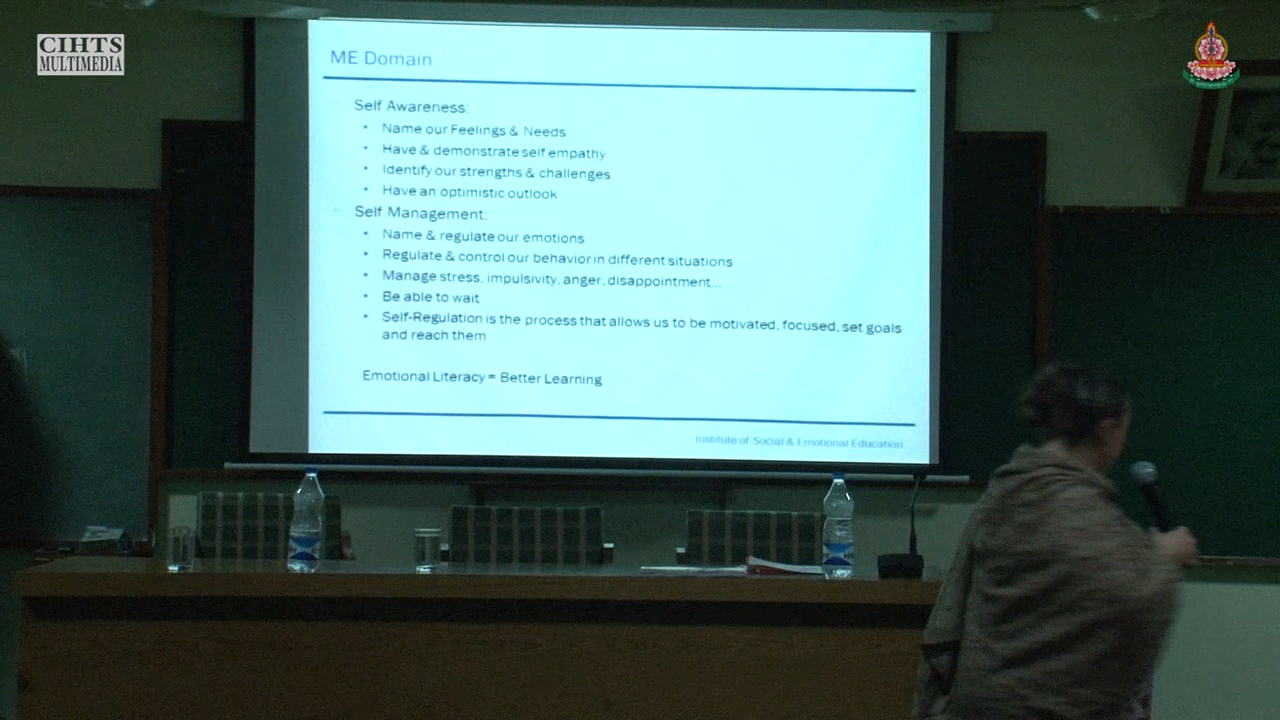 CIHTS
MULTIMEDIA
ME Domain
Self Awareness:
• Name our Feelings & Needs
• Have & demonstrate self empathy
• Identify our strengths & challenges
• Have an optimistic outlook
Self Management:
• Name & regulate our emotions
• Regulate & control our behavior in different situations
• Manage stress, impulsivity, anger, disappointment...
• Be able to wait
• Self-Regulation is the process that allows us to be motivated, focused, set goals
and reach them
Emotional Literacy = Better Learning
Institute of Social & Emotional Education